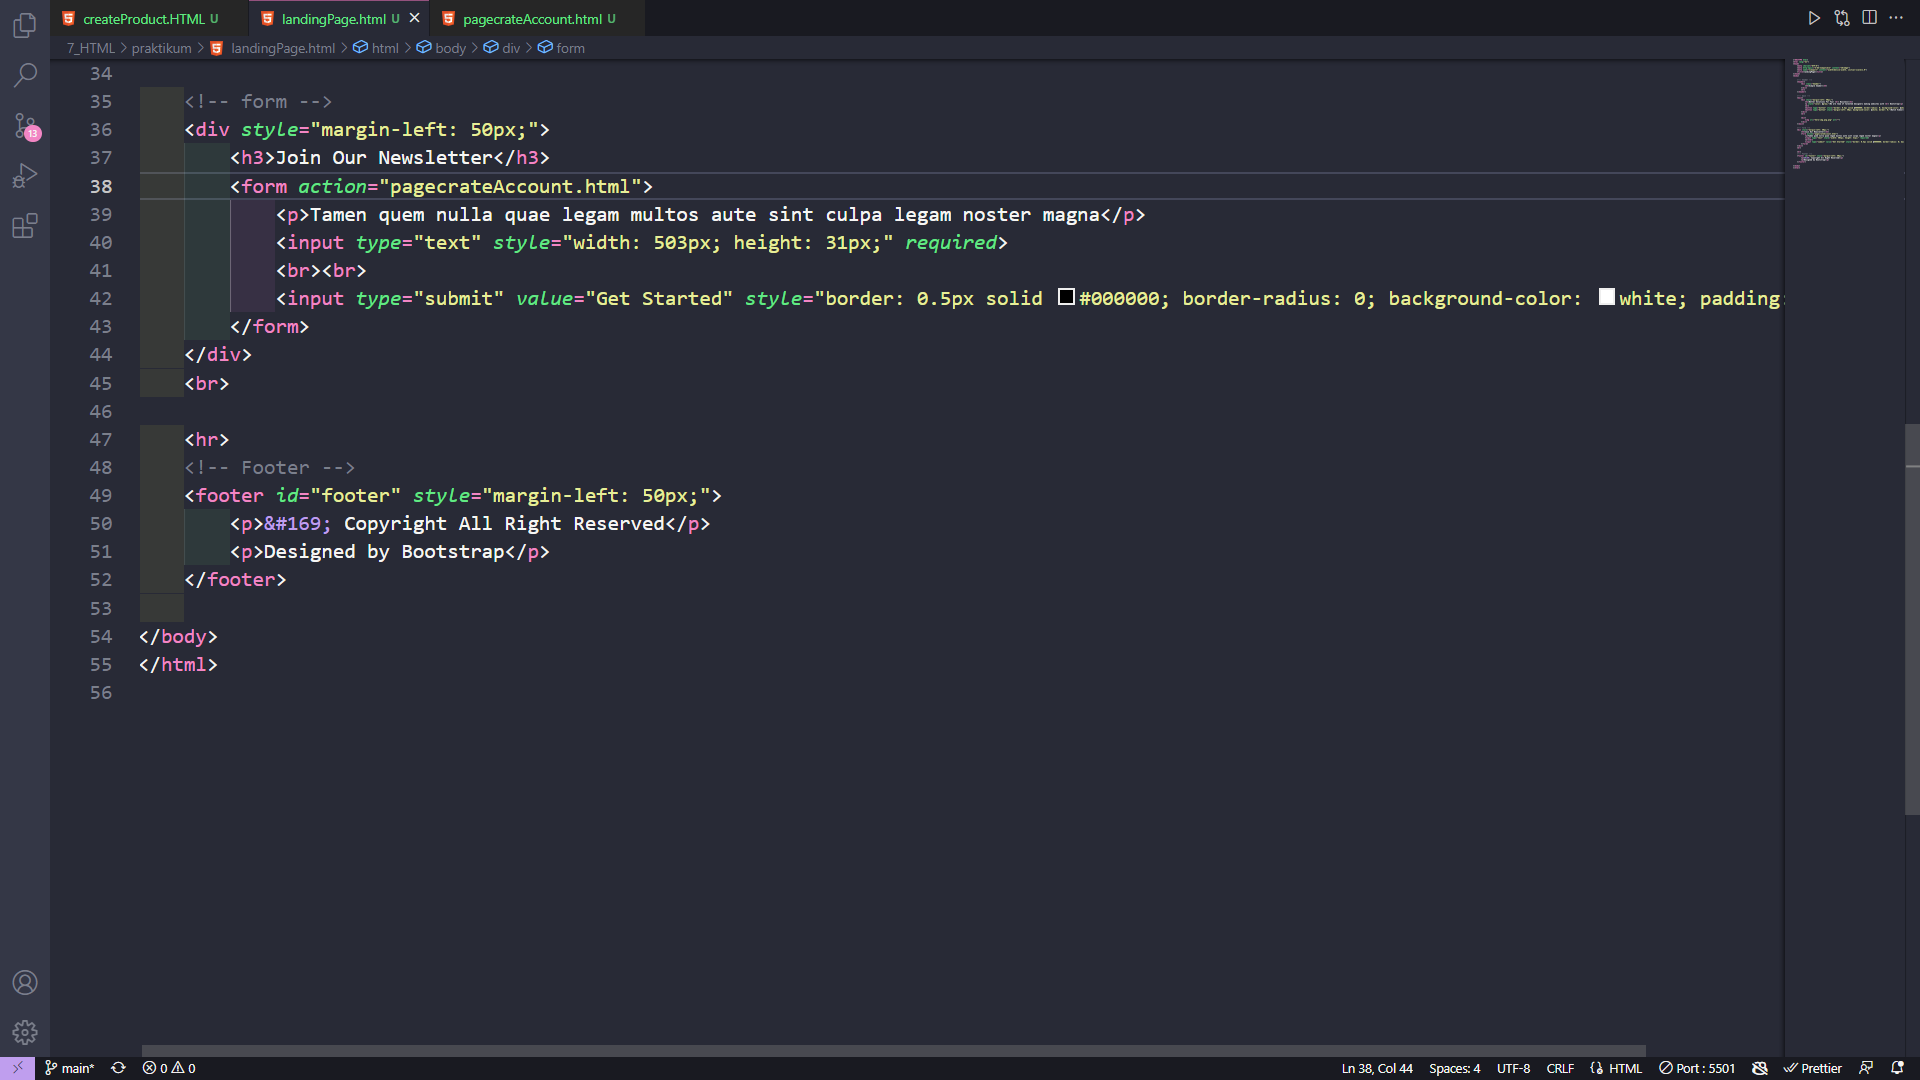 createProduct.HTML U
landingPage.html U
pagecrateAccount.html U
7_HTML > praktikum > landingPage.html > html > body > div > form
34
35 <!-- form -->
36 <div style="margin-left: 50px;">
37 <h3>Join Our Newsletter</h3>
38 <form action="pagecrateAccount.html">
39 <p>Tamen quem nulla quae legam multos aute sint culpa legam noster magna</p>
40 <input type="text" style="width: 503px; height: 31px;" required>
41 <br><br>
42 <input type="submit" value="Get Started" style="border: 0.5px solid #000000; border-radius: 0; background-color: white; padding:
43 </form>
44 </div>
45 <br>
46
47 <hr>
48 <!-- Footer -->
49 <footer id="footer" style="margin-left: 50px;">
50 <p>&#169; Copyright All Right Reserved</p>
51 <p>Designed by Bootstrap</p>
52 </footer>
53
54 </body>
55 </html>
56
13
main* 0 0 Ln 38, Col 44 Spaces: 4 UTF-8 CRLF HTML Port : 5501 Prettier